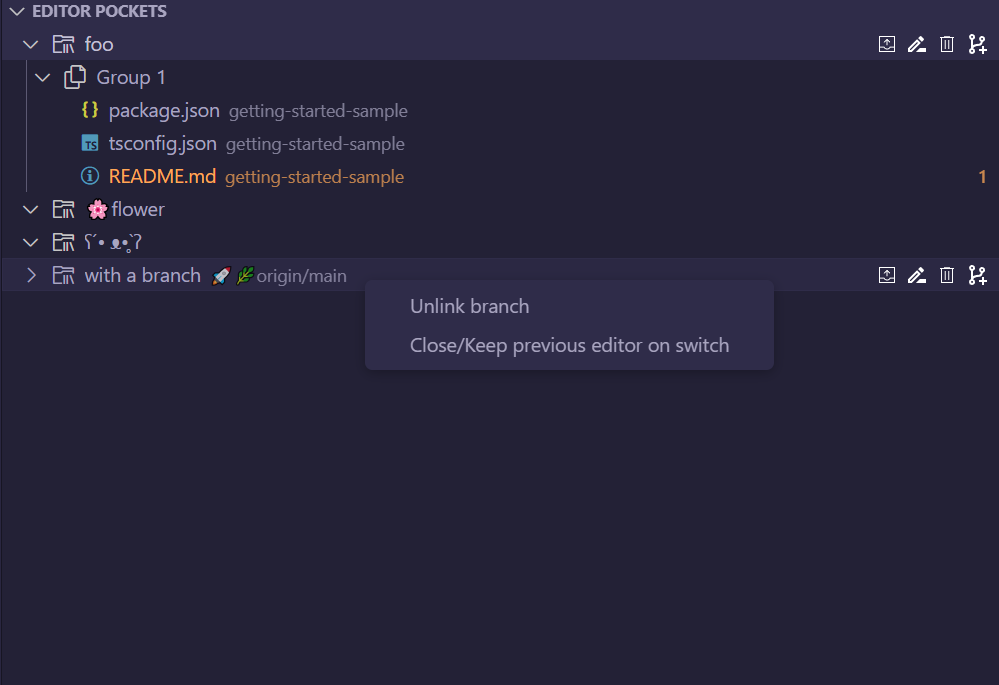 EDITOR POCKETS
foo
Group 1
{} package.json getting-started-sample
TS tsconfig.json getting-started-sample
README.md getting-started-sample 1
🌸flower
ʕ´•ᴥ•̥`ʔ
with a branch 🚀 🌿origin/main
Unlink branch
Close/Keep previous editor on switch